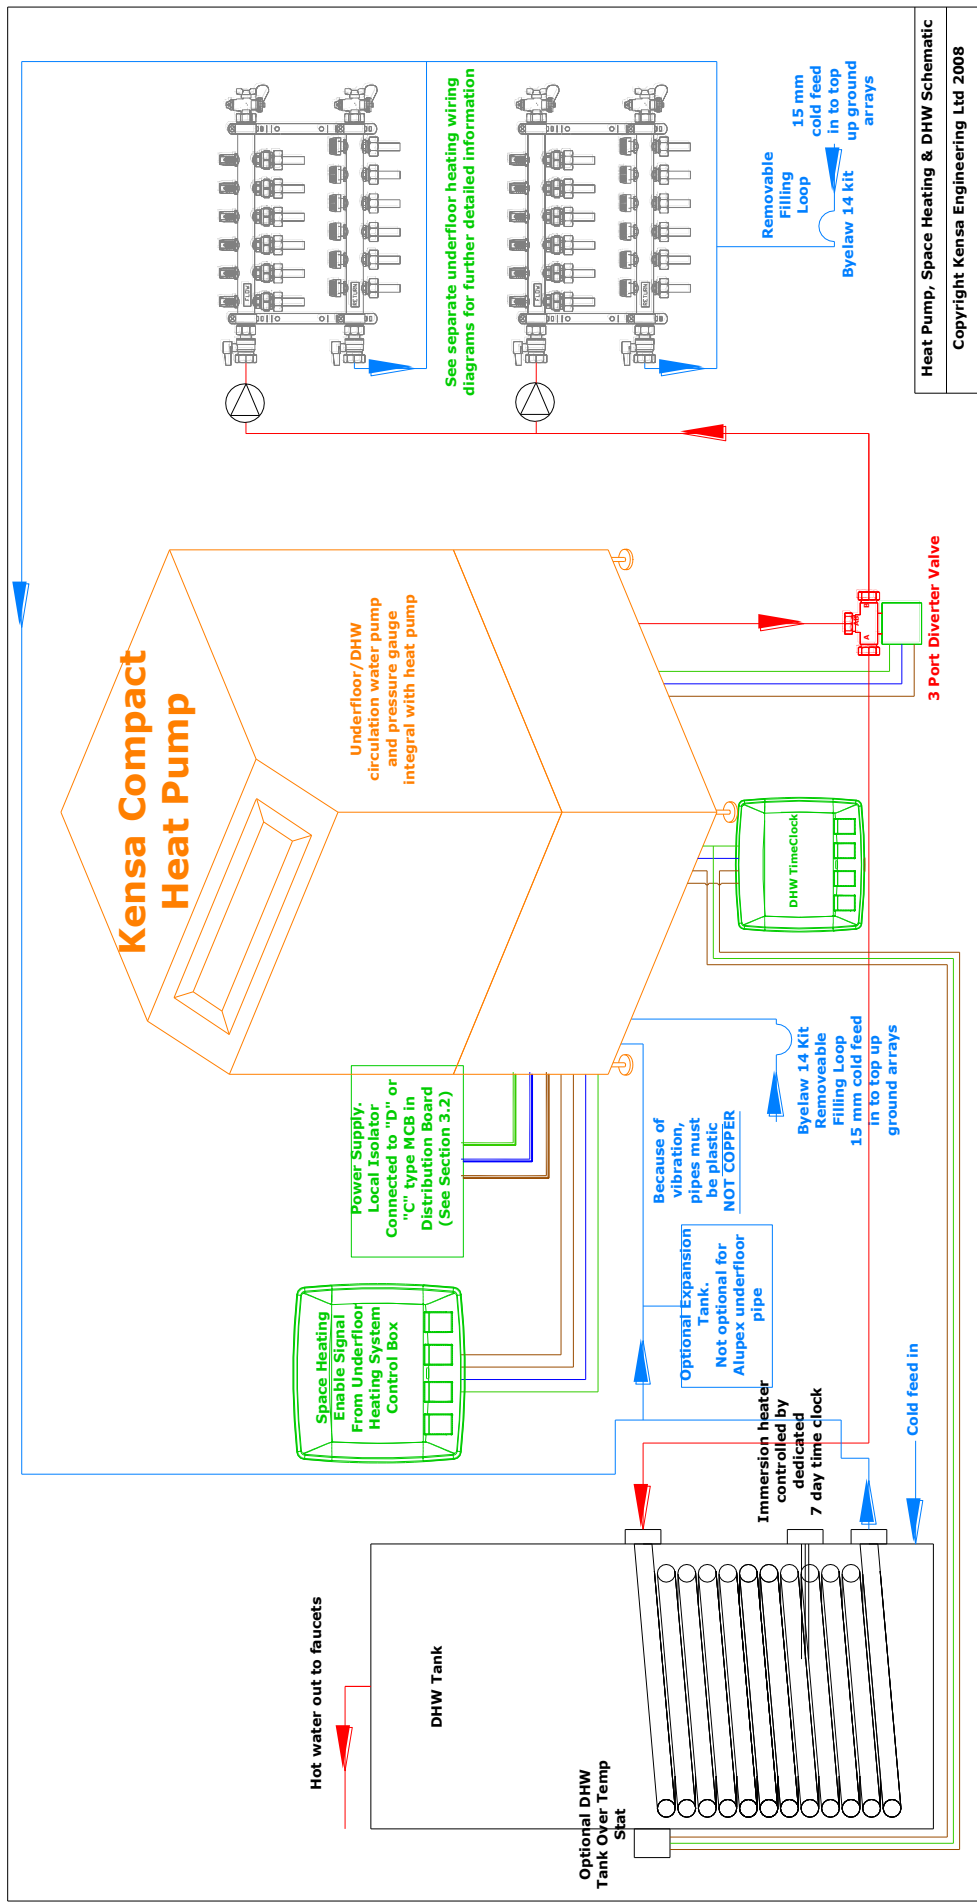 Hot water out to faucets
DHW Tank
Optional DHW
Tank Over Temp
Stat
Space Heating
Enable Signal
From Underfloor
Heating System
Control Box
Power Supply.
Local Isolator
Connected to "D" or
"C" type MCB in
Distribution Board
(See Section 3.2)
Kensa Compact
Heat Pump
Underfloor/DHW
circulation water pump
and pressure gauge
integral with heat pump
FLOW
RETURN
See separate underfloor heating wiring
diagrams for further detailed information
FLOW
RETURN
Because of
vibration,
pipes must
be plastic
NOT COPPER
Optional Expansion
Tank.
Not optional for
Alupex underfloor
pipe
Immersion heater
controlled by
dedicated
7 day time clock
Cold feed in
Byelaw 14 Kit
Removeable
Filling Loop
15 mm cold feed
in to top up
ground arrays
DHW TimeClock
AB
A
B
3 Port Diverter Valve
Removable
Filling
Loop
15 mm
cold feed
in to top
up ground
arrays
Byelaw 14 kit
Heat Pump, Space Heating & DHW Schematic
Copyright Kensa Engineering Ltd 2008